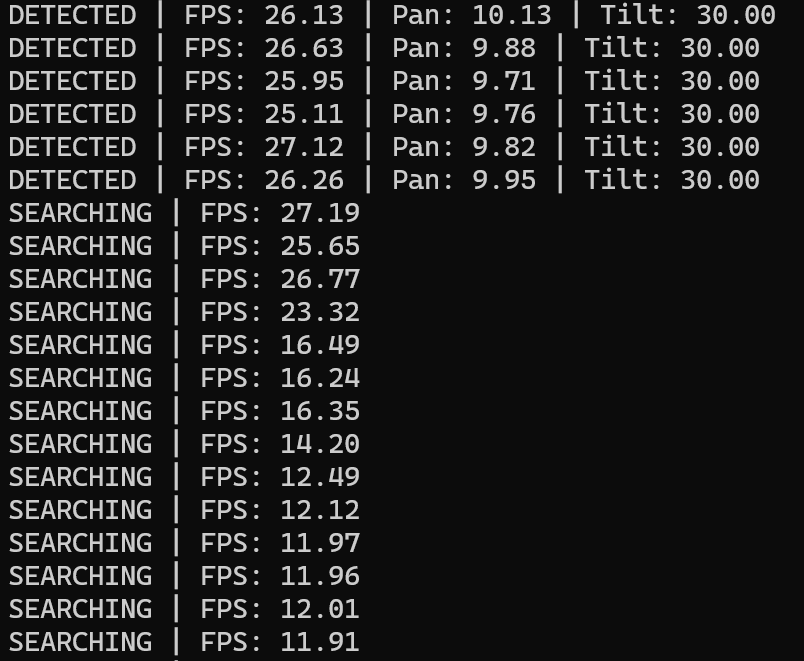 DETECTED | FPS: 26.13 | Pan: 10.13 | Tilt: 30.00
DETECTED | FPS: 26.63 | Pan: 9.88 | Tilt: 30.00
DETECTED | FPS: 25.95 | Pan: 9.71 | Tilt: 30.00
DETECTED | FPS: 25.11 | Pan: 9.76 | Tilt: 30.00
DETECTED | FPS: 27.12 | Pan: 9.82 | Tilt: 30.00
DETECTED | FPS: 26.26 | Pan: 9.95 | Tilt: 30.00
SEARCHING | FPS: 27.19
SEARCHING | FPS: 25.65
SEARCHING | FPS: 26.77
SEARCHING | FPS: 23.32
SEARCHING | FPS: 16.49
SEARCHING | FPS: 16.24
SEARCHING | FPS: 16.35
SEARCHING | FPS: 14.20
SEARCHING | FPS: 12.49
SEARCHING | FPS: 12.12
SEARCHING | FPS: 11.97
SEARCHING | FPS: 11.96
SEARCHING | FPS: 12.01
SEARCHING | FPS: 11.91